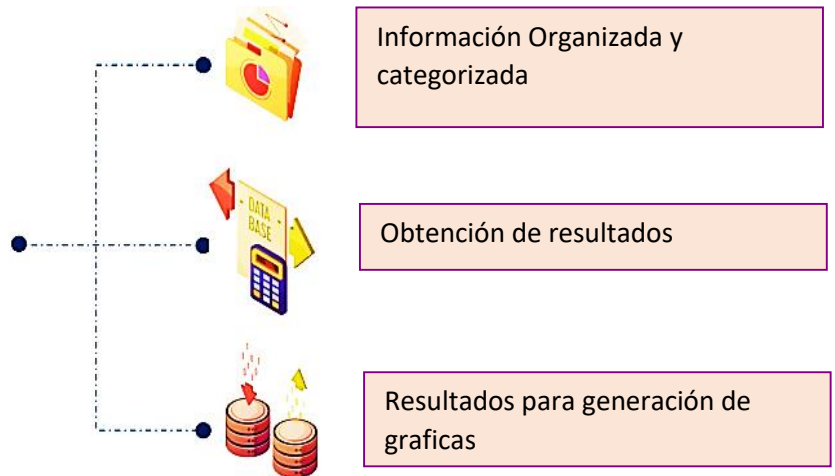 Información Organizada y
categorizada
DATA
BASE
Obtención de resultados
Resultados para generación de
graficas